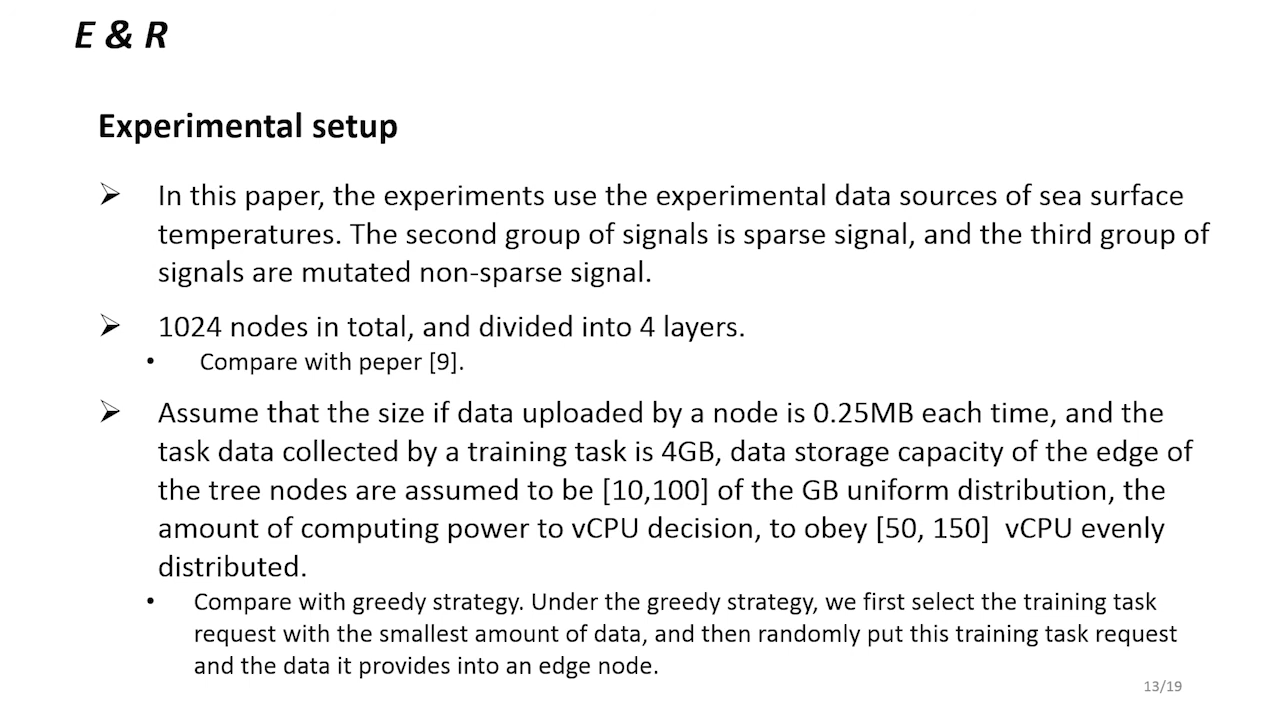 E & R
Experimental setup
➢ In this paper, the experiments use the experimental data sources of sea surface
temperatures. The second group of signals is sparse signal, and the third group of
signals are mutated non-sparse signal.
➢ 1024 nodes in total, and divided into 4 layers.
• Compare with peper [9].
➢ Assume that the size if data uploaded by a node is 0.25MB each time, and the
task data collected by a training task is 4GB, data storage capacity of the edge of
the tree nodes are assumed to be [10,100] of the GB uniform distribution, the
amount of computing power to vCPU decision, to obey [50, 150] vCPU evenly
distributed.
• Compare with greedy strategy. Under the greedy strategy, we first select the training task
request with the smallest amount of data, and then randomly put this training task request
and the data it provides into an edge node.
13/19